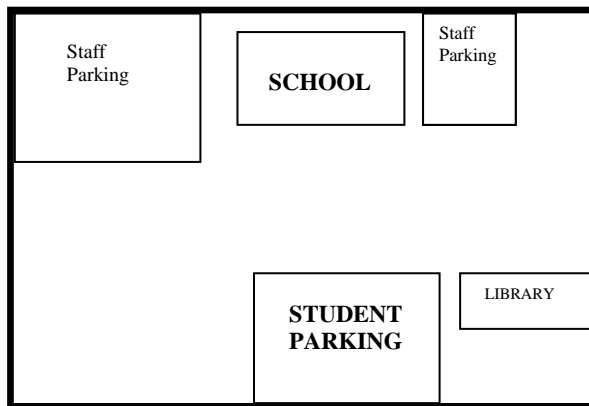 Staff
Parking
SCHOOL
Staff
Parking
STUDENT
PARKING
LIBRARY